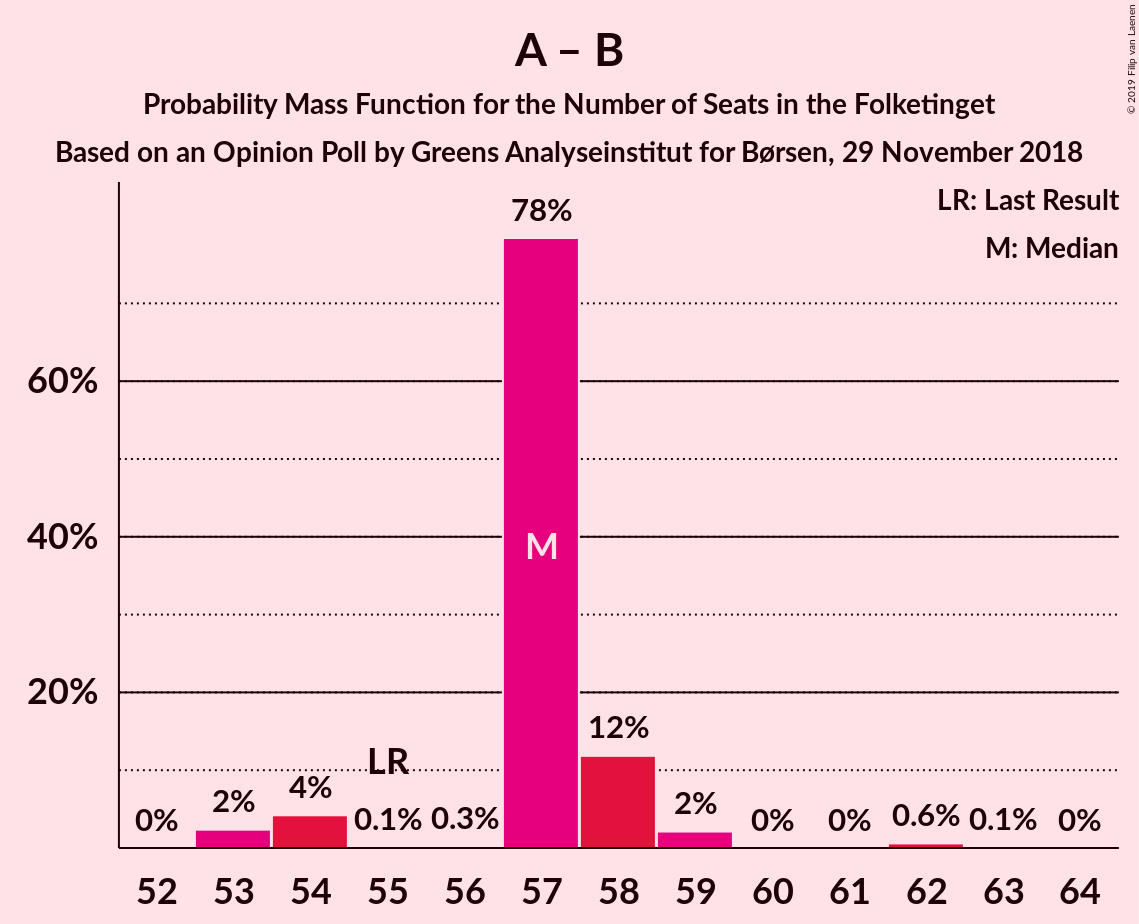 A – B
Probability Mass Function for the Number of Seats in the Folketinget
Based on an Opinion Poll by Greens Analyseinstitut for Børsen, 29 November 2018
© 2019 Filip van Laenen
LR: Last Result
M: Median
78%
60%
40%
20%
M
LR
0%
2%
4%
0.1%
0.3%
12%
2%
0%
0%
0.6%
0.1%
0%
52 53 54 55 56 57 58 59 60 61 62 63 64